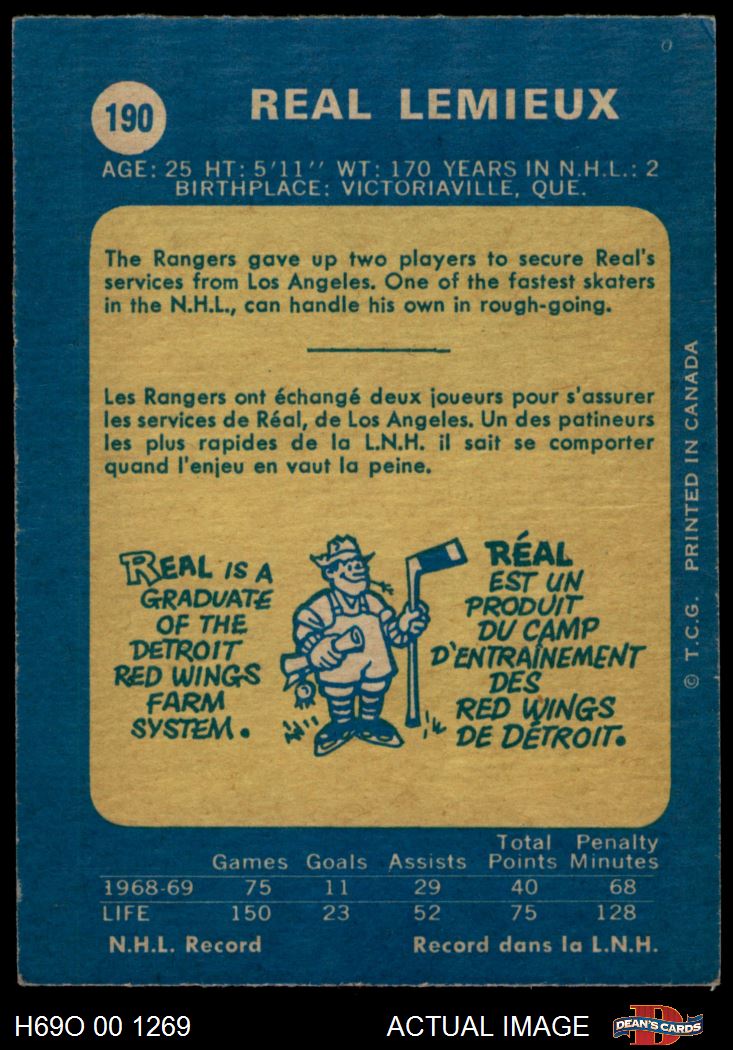 190
REAL LEMIEUX
AGE: 25 HT: 5'11'' WT: 170 YEARS IN N.H.L.: 2
BIRTHPLACE: VICTORIAVILLE, QUE.
The Rangers gave up two players to secure Real's
services from Los Angeles. One of the fastest skaters
in the N.H.L., can handle his own in rough-going.
Les Rangers ont échangé deux joueurs pour s'assurer
les services de Réal, de Los Angeles. Un des patineurs
les plus rapides de la L.N.H. il sait se comporter
quand l'enjeu en vaut la peine.
REAL IS A
GRADUATE
OF THE
DETROIT
RED WINGS
FARM
SYSTEM.
RÉAL
EST UN
PRODUIT
DU CAMP
D'ENTRAÎNEMENT
DES
RED WINGS
DE DÉTROIT.
© T.C.G. PRINTED IN CANADA
Total Penalty
Games Goals Assists Points Minutes
1968-69 75 11 29 40 68
LIFE 150 23 52 75 128
N.H.L. Record Record dans la L.N.H.
H69O 00 1269 ACTUAL IMAGE DEAN'S CARDS